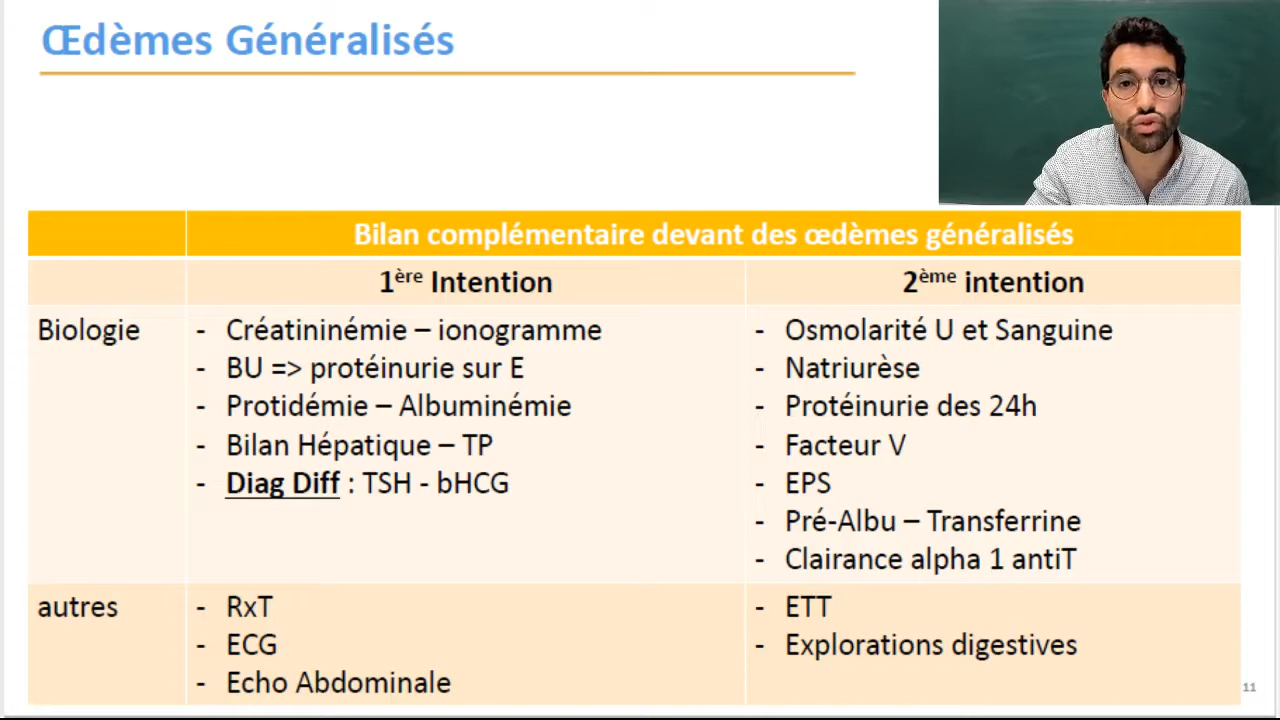 Œdèmes Généralisés
Bilan complémentaire devant des œdèmes généralisés
1ère Intention
2ème intention
Biologie
- Créatininémie – ionogramme
- BU => protéinurie sur E
- Protidémie – Albuminémie
- Bilan Hépatique – TP
- Diag Diff : TSH - bHCG
- Osmolarité U et Sanguine
- Natriurèse
- Protéinurie des 24h
- Facteur V
- EPS
- Pré-Albu – Transferrine
- Clairance alpha 1 antiT
autres
- RxT
- ECG
- Echo Abdominale
- ETT
- Explorations digestives
11